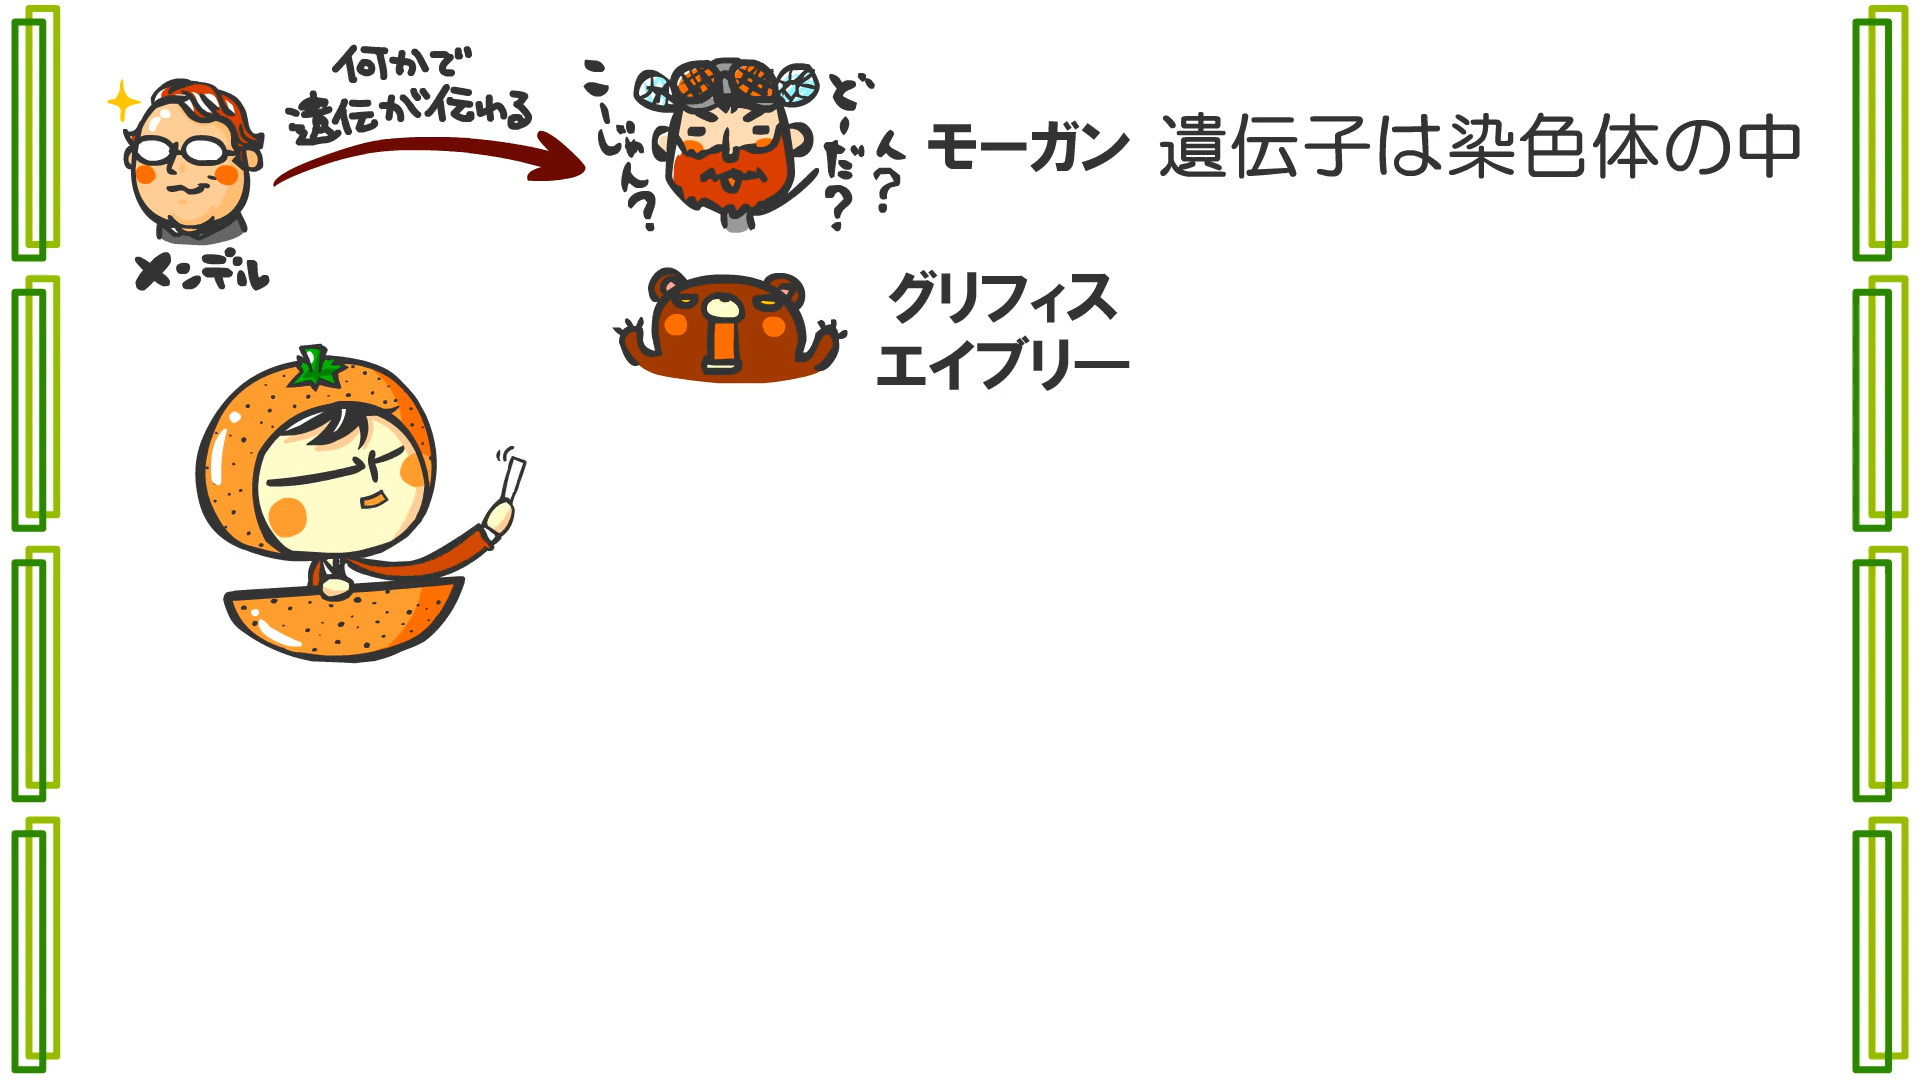 何かで
遺伝が伝わる
メンデル
こーじゅん?
どーだ?
ん?
モーガン 遺伝子は染色体の中
グリフィス
エイブリー